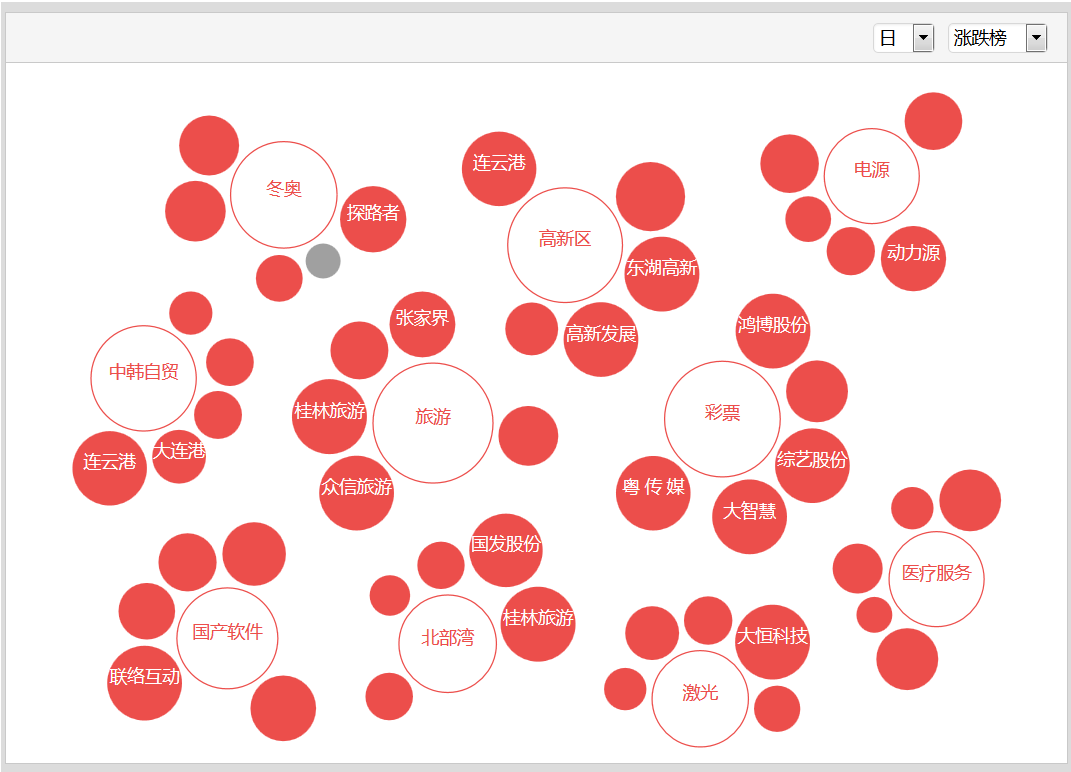 日
涨跌榜
冬奥
探路者
连云港
高新区
东湖高新
高新发展
电源
动力源
中韩自贸
连云港
大连港
张家界
桂林旅游
旅游
众信旅游
鸿博股份
彩票
综艺股份
粤 传 媒
大智慧
医疗服务
国产软件
联络互动
国发股份
北部湾
桂林旅游
大恒科技
激光